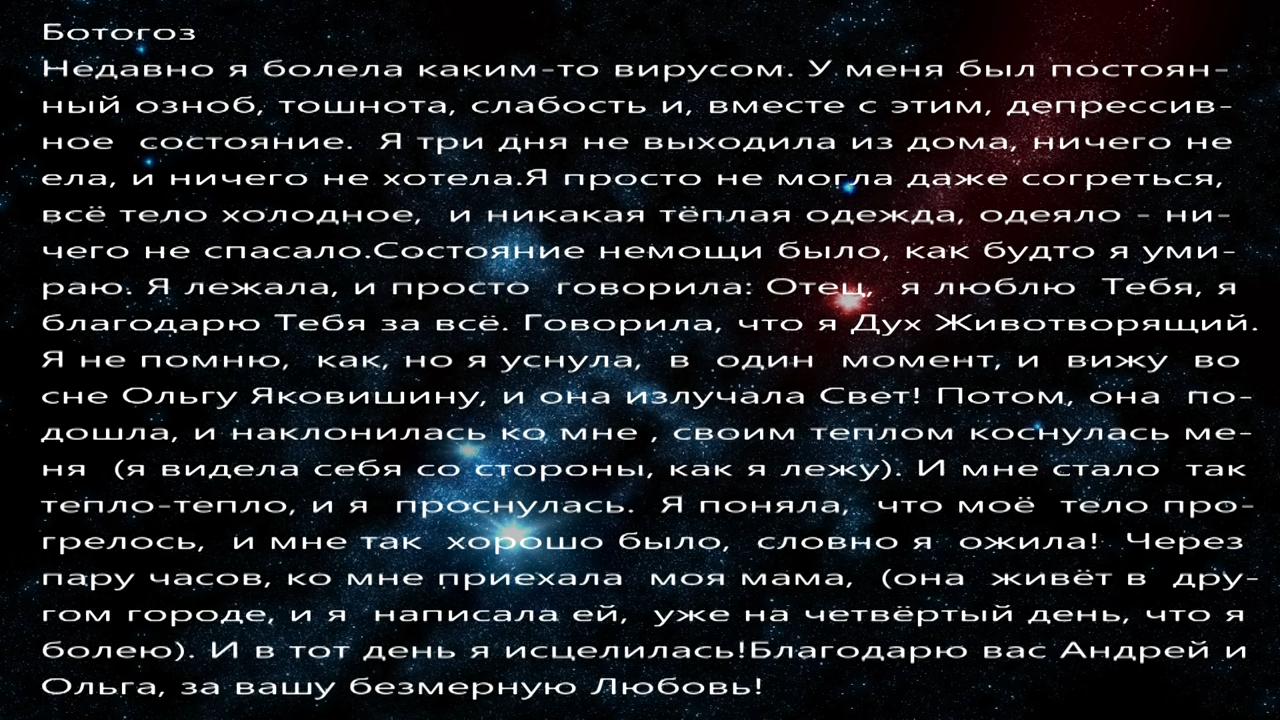 Ботогоз
Недавно я болела каким-то вирусом. У меня был постоян-
ный озноб, тошнота, слабость и, вместе с этим, депрессив-
ное состояние. Я три дня не выходила из дома, ничего не
ела, и ничего не хотела.Я просто не могла даже согреться,
всё тело холодное, и никакая тёплая одежда, одеяло - ни-
чего не спасало.Состояние немощи было, как будто я уми-
раю. Я лежала, и просто говорила: Отец, я люблю Тебя, я
благодарю Тебя за всё. Говорила, что я Дух Животворящий.
Я не помню, как, но я уснула, в один момент, и вижу во
сне Ольгу Яковишину, и она излучала Свет! Потом, она по-
дошла, и наклонилась ко мне , своим теплом коснулась ме-
ня (я видела себя со стороны, как я лежу). И мне стало так
тепло-тепло, и я проснулась. Я поняла, что моё тело про-
грелось, и мне так хорошо было, словно я ожила! Через
пару часов, ко мне приехала моя мама, (она живёт в дру-
гом городе, и я написала ей, уже на четвёртый день, что я
болею). И в тот день я исцелилась!Благодарю вас Андрей и
Ольга, за вашу безмерную Любовь!